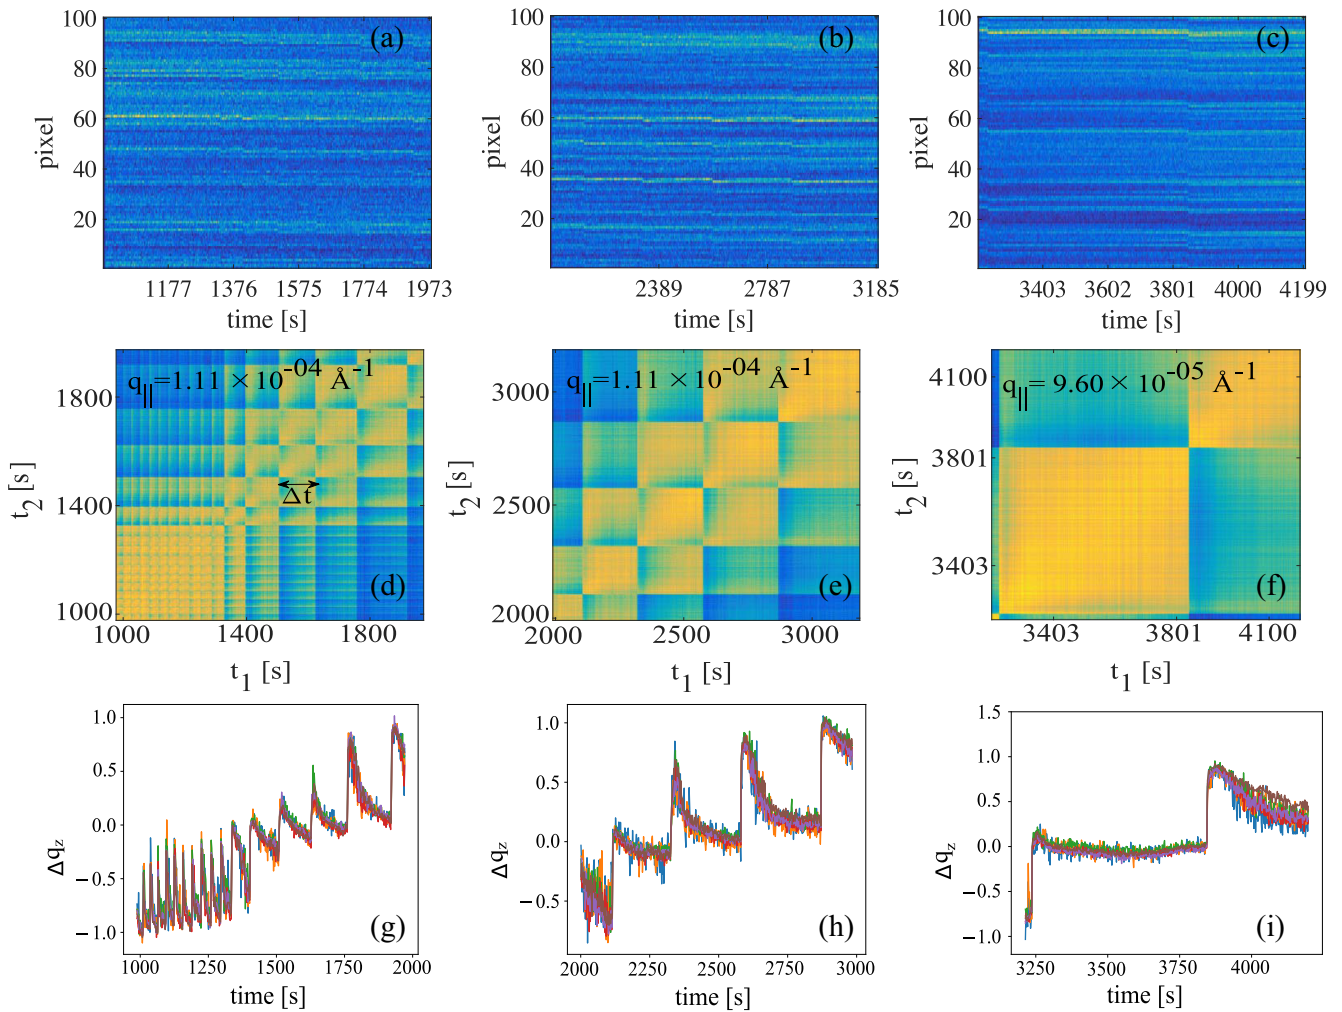 (a)
100
80
60
40
20
pixel
1177 1376 1575 1774 1973
time [s]
(b)
100
80
60
40
20
pixel
2389 2787 3185
time [s]
(c)
100
80
60
40
20
pixel
3403 3602 3801 4000 4199
time [s]
q||=1.11 × 10-04 Å-1
1800
1400
1000
t2 [s]
Δt
(d)
1000 1400 1800
t1 [s]
q||=1.11 × 10-04 Å-1
3000
2500
2000
t2 [s]
(e)
2000 2500 3000
t1 [s]
q||= 9.60 × 10-05 Å-1
4100
3801
3403
t2 [s]
(f)
3403 3801 4100
t1 [s]
1.0
0.5
0.0
−0.5
−1.0
Δqz
(g)
1000 1250 1500 1750 2000
time [s]
1.0
0.5
0.0
−0.5
Δqz
(h)
2000 2250 2500 2750 3000
time [s]
1.5
1.0
0.5
0.0
−0.5
−1.0
Δqz
(i)
3250 3500 3750 4000
time [s]